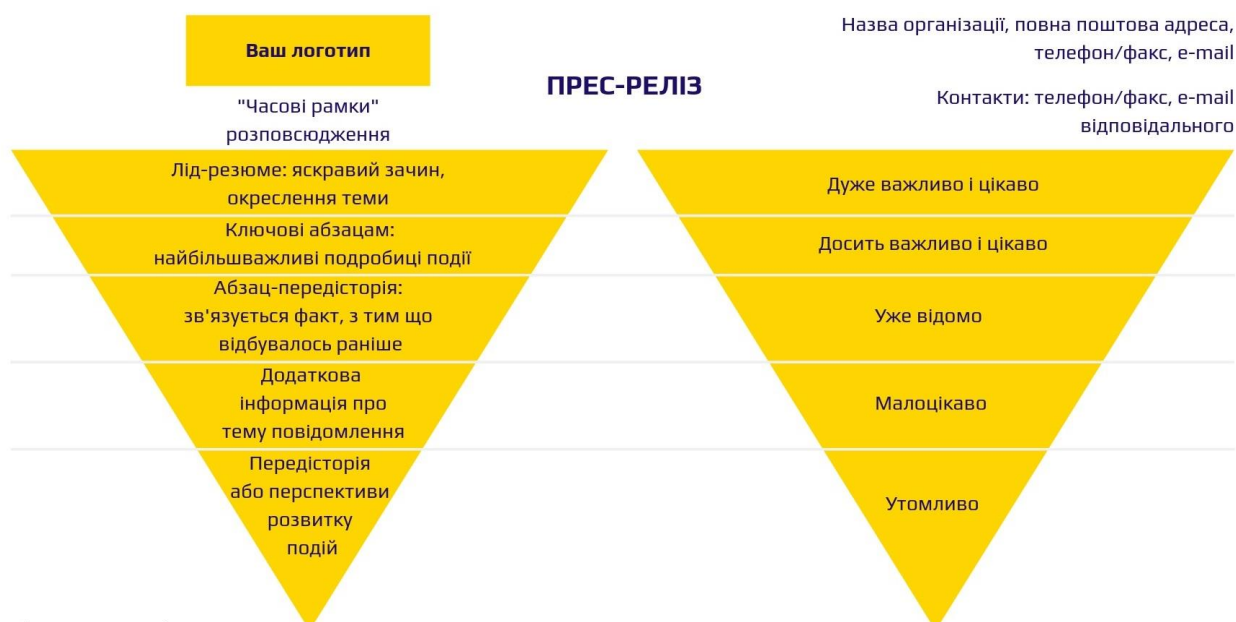 Ваш логотип
"Часові рамки"
розповсюдження
ПРЕС-РЕЛІЗ
Назва організації, повна поштова адреса,
телефон/факс, e-mail
Контакти: телефон/факс, e-mail
відповідального
Лід-резюме: яскравий зачин,
окреслення теми
Ключові абзацам:
найбільшважливі подробиці події
Абзац-передісторія:
зв'язується факт, з тим що
відбувалось раніше
Додаткова
інформація про
тему повідомлення
Передісторія
або перспективи
розвитку
подій
Дуже важливо і цікаво
Досить важливо і цікаво
Уже відомо
Малоцікаво
Утомливо